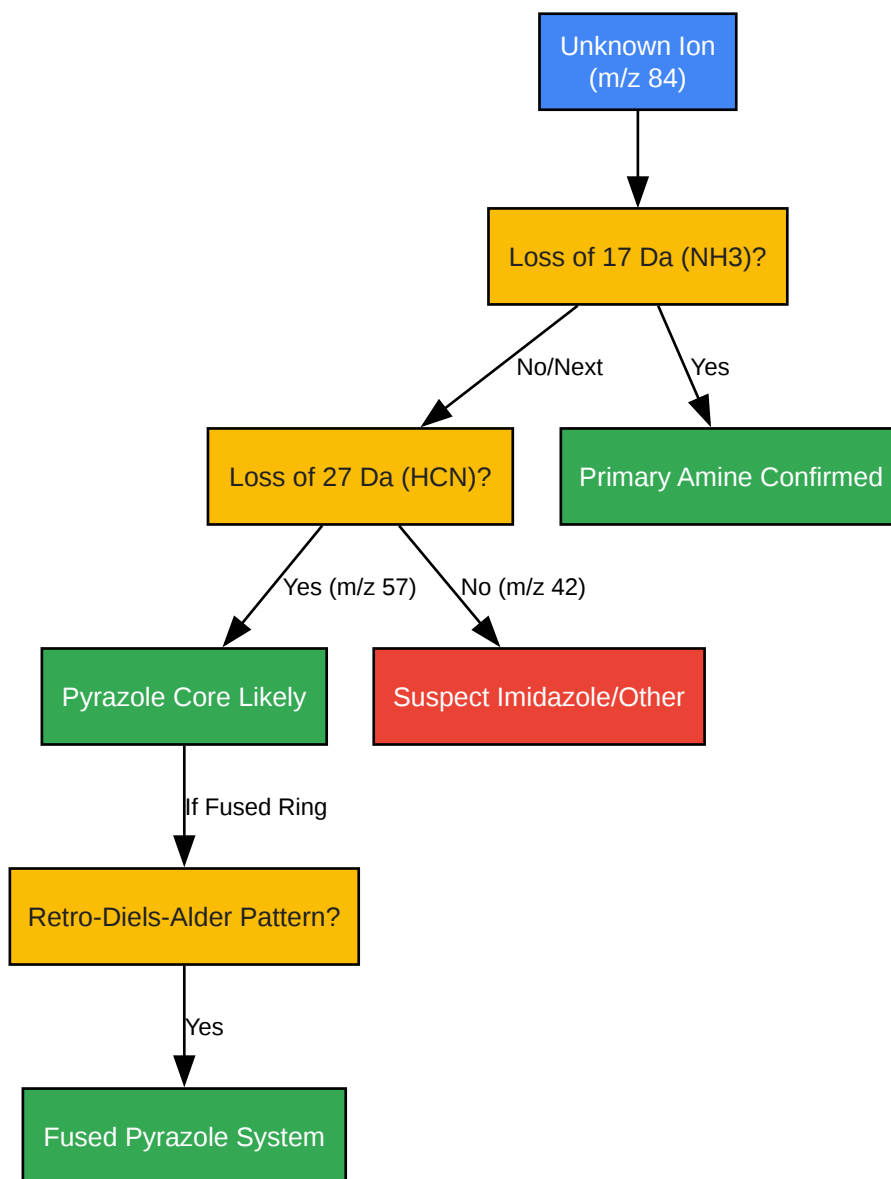 Unknown Ion
(m/z 84)
Loss of 17 Da (NH3)?
No/Next
Yes
Loss of 27 Da (HCN)?
Primary Amine Confirmed
Yes (m/z 57)
No (m/z 42)
Pyrazole Core Likely
Suspect Imidazole/Other
If Fused Ring
Retro-Diels-Alder Pattern?
Yes
Fused Pyrazole System